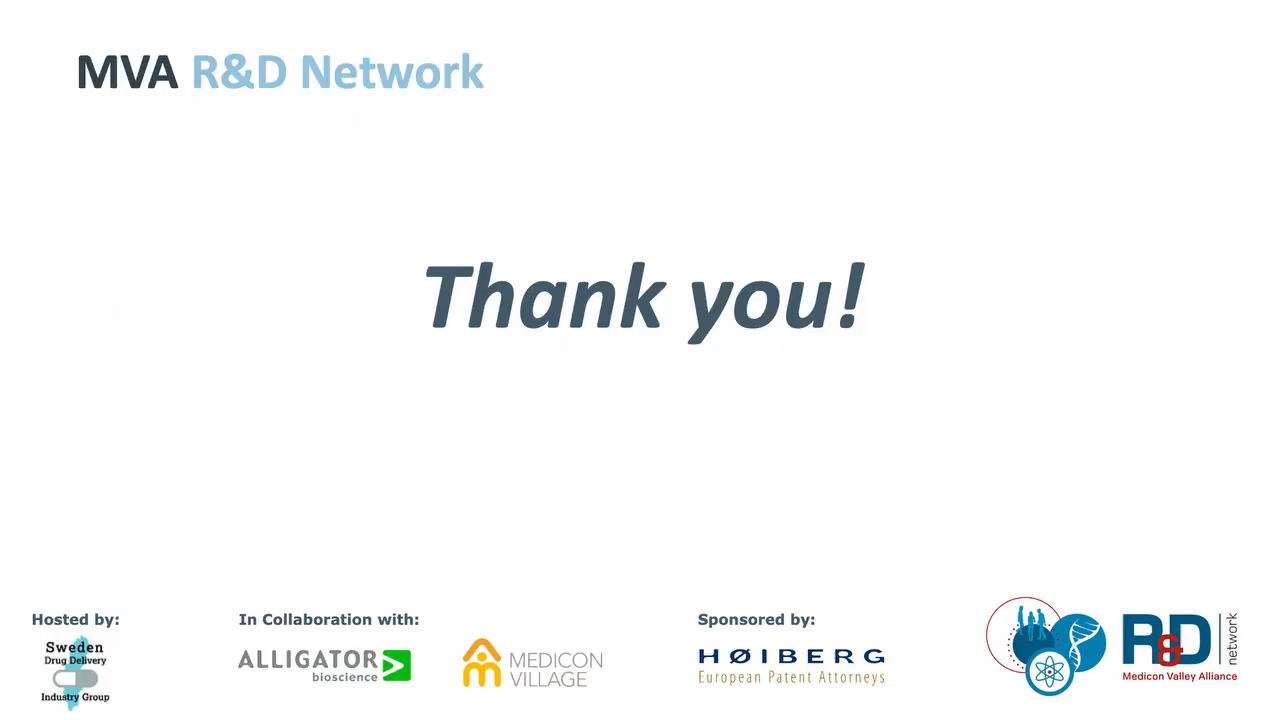 MVA R&D Network
Thank you!
Hosted by:
Sweden
Drug Delivery
Industry Group
In Collaboration with:
ALLIGATOR
bioscience
MEDICON
VILLAGE
Sponsored by:
HØIBERG
European Patent Attorneys
R&D
network
Medicon Valley Alliance